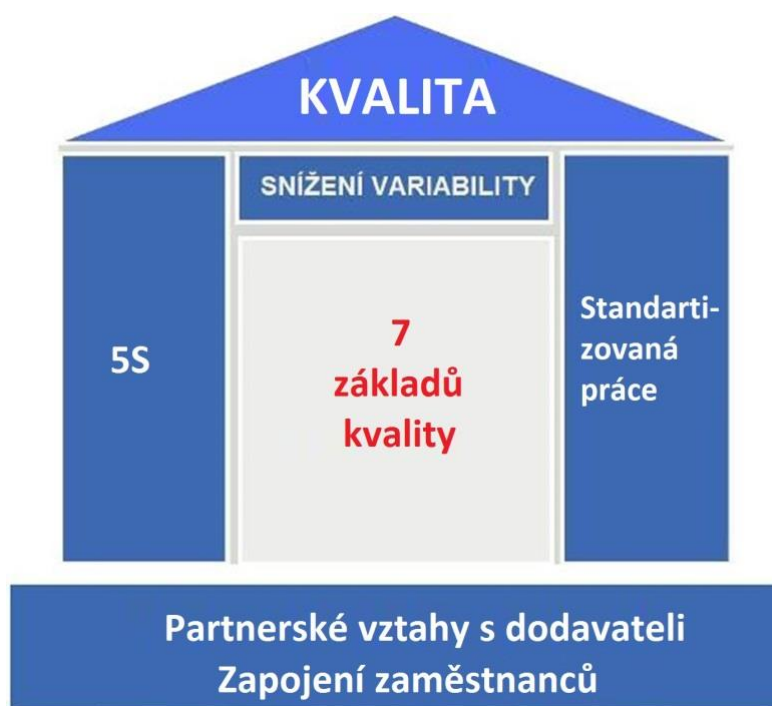 KVALITA
SNÍŽENÍ VARIABILITY
5S
7
základů
kvality
Standarti-
zovaná
práce
Partnerské vztahy s dodavateli
Zapojení zaměstnanců